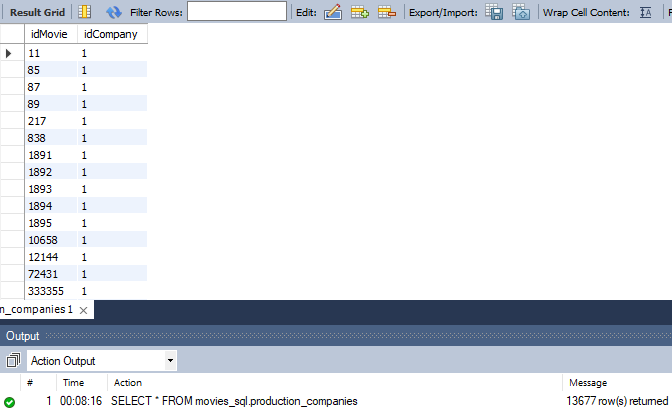 Result Grid Filter Rows: Edit: Export/Import: Wrap Cell Content:
idMovie idCompany
11 1
85 1
87 1
89 1
217 1
838 1
1891 1
1892 1
1893 1
1894 1
1895 1
10658 1
12144 1
72431 1
333355 1
n_companies 1
Output
Action Output
# Time Action Message
1 00:08:16 SELECT * FROM movies_sql.production_companies 13677 row(s) returned